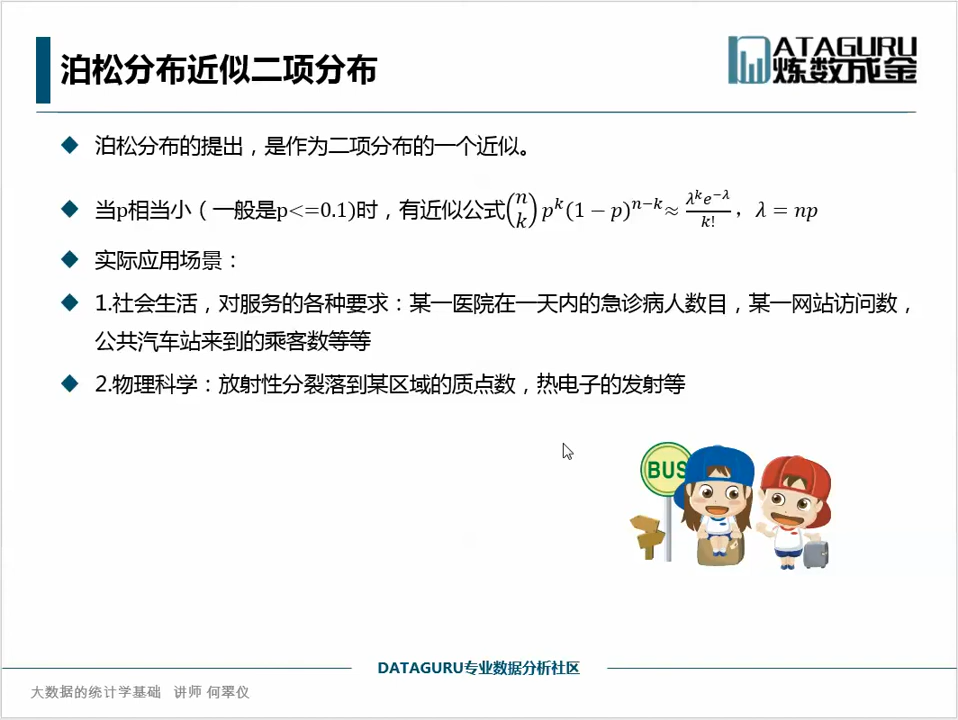 泊松分布近似二项分布
DATAGURU
炼数成金
泊松分布的提出，是作为二项分布的一个近似。
当p相当小（一般是p<=0.1)时，有近似公式$\binom{n}{k} p^k (1-p)^{n-k} \approx \frac{\lambda^k e^{-\lambda}}{k!}$，$\lambda = np$
实际应用场景：
1.社会生活，对服务的各种要求：某一医院在一天内的急诊病人数目，某一网站访问数，
公共汽车站来到的乘客数等等
2.物理科学：放射性分裂落到某区域的质点数，热电子的发射等
BUS
DATAGURU专业数据分析社区
大数据的统计学基础 讲师 何翠仪